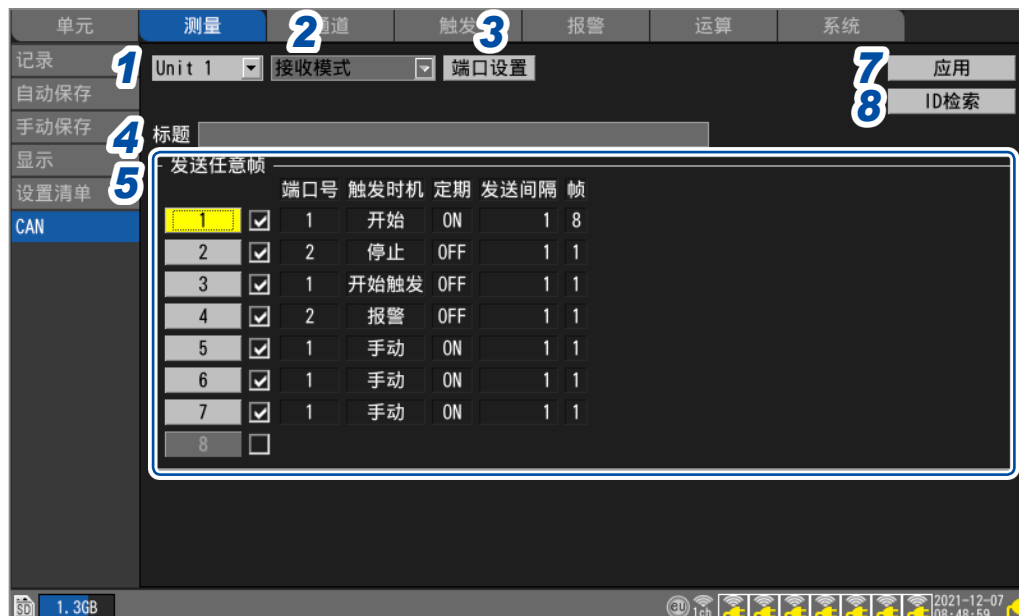 单元 测量 2 通道 触发 3 报警 运算 系统
记录 1 Unit 1 接收模式 端口设置 7 应用
自动保存 8 ID检索
手动保存 4 标题
显示 发送任意帧
设置清单 5 端口号 触发时机 定期 发送间隔 帧
CAN 1 1 开始 ON 1 8
2 2 停止 OFF 1 1
3 1 开始触发 OFF 1 1
4 2 报警 OFF 1 1
5 1 手动 ON 1 1
6 1 手动 ON 1 1
7 1 手动 ON 1 1
8
SD 1.3GB eu 1ch 2021-12-07
08:48:59